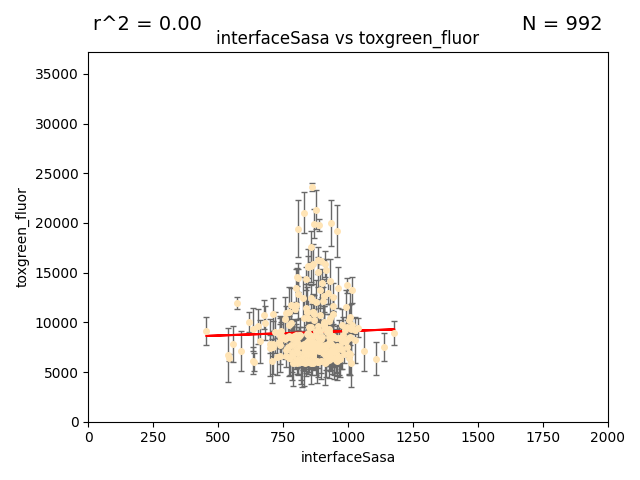 r^2 = 0.00
N = 992
interfaceSasa vs toxgreen_fluor
toxgreen_fluor
35000
30000
25000
20000
15000
10000
5000
0
0 250 500 750 1000 1250 1500 1750 2000
interfaceSasa